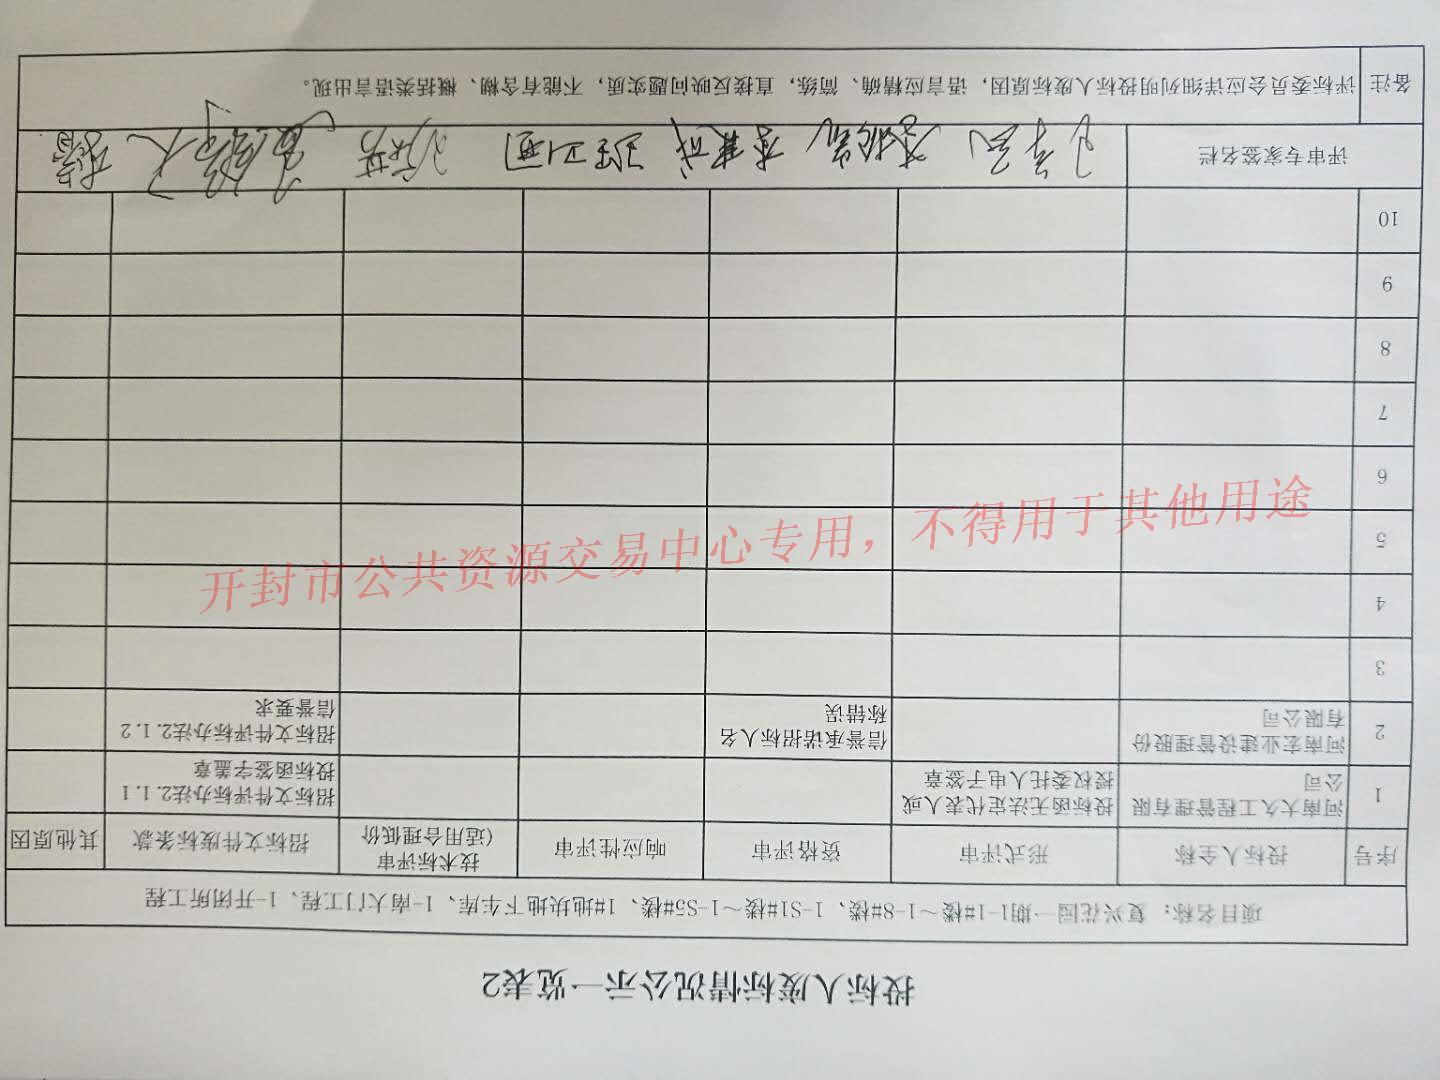 投标人废标情况公示一览表2
项目名称：复兴花园一期1-1#楼～1-8#楼、1-S1#楼～1-S5#楼、1#地块地下车库、1-南大门工程、1-开闭所工程
序号 投标人全称 形式评审 资格评审 响应性评审 技术标评审（适用合理低价 招标文件废标条款 其他原因
1 河南大久工程管理有限公司 投标函无法定代表人或授权委托人电子签章 招标文件评标办法2.1.1投标函签字盖章
2 河南宏业建设管理股份有限公司 信誉承诺招标人名称错误 招标文件评标办法2.1.2信誉要求
3
4
5
6
7
8
9
10
评审专家签名栏
备注 评标委员会应详细列明投标人废标原因，语言应精确、简练，直接反映问题实质，不能有含糊、概括类语言出现。
开封市公共资源交易中心专用，不得用于其他用途